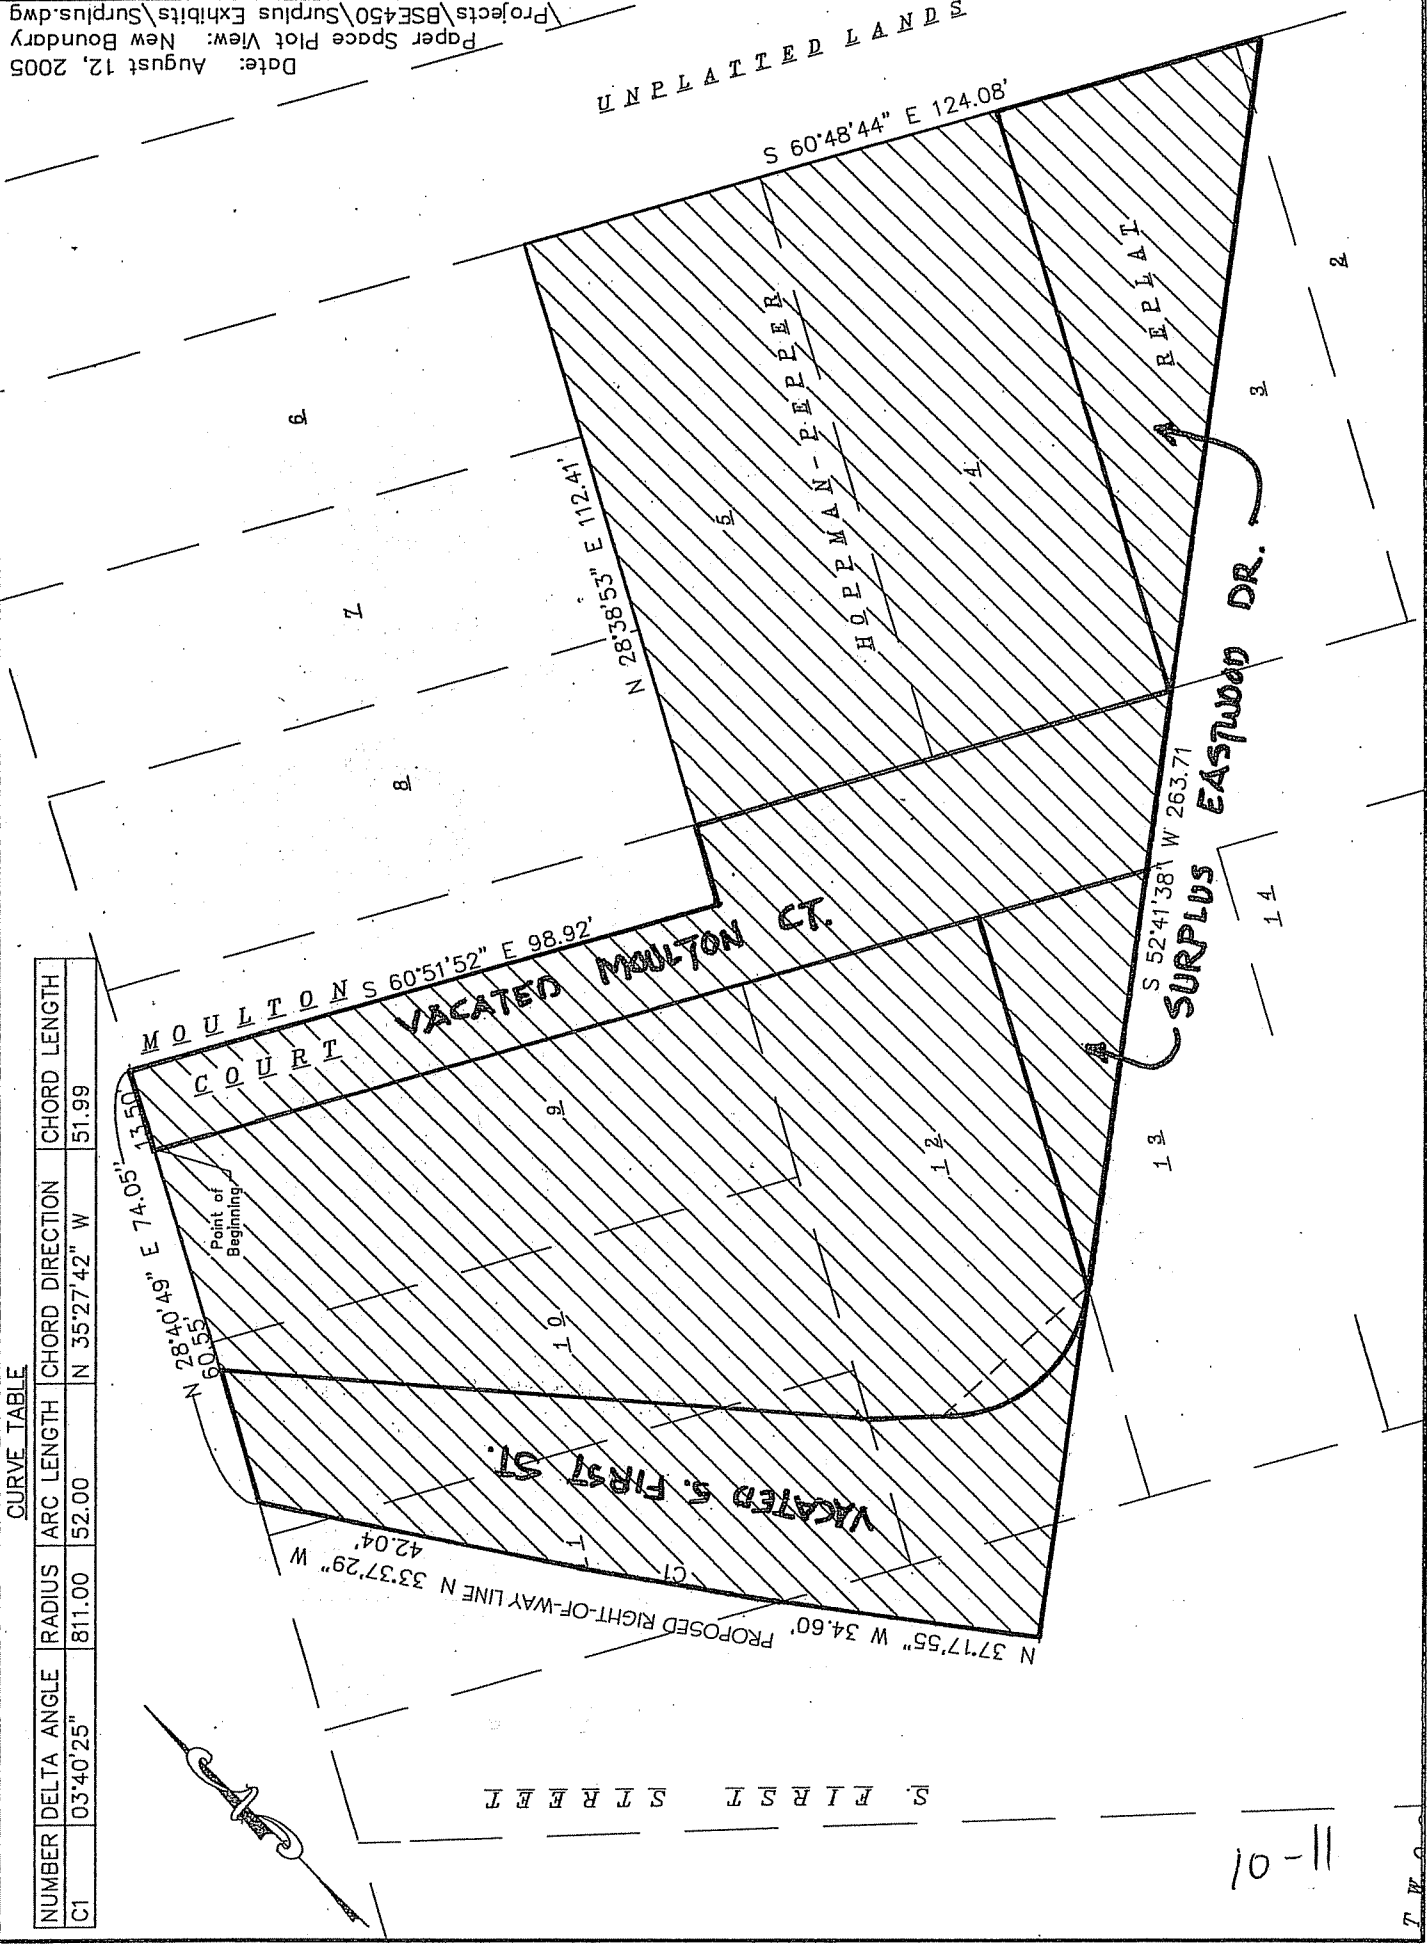 CURVE TABLE
NUMBER DELTA ANGLE RADIUS ARC LENGTH CHORD DIRECTION CHORD LENGTH
C1 03°40'25" 811.00 52.00 N 35°27'42" W 51.99
Date: August 12, 2005
Paper Space Plot View: New Boundary
\Projects\BSE450\Surplus Exhibits\Surplus.dwg
UNPLATTED LANDS
S 60°48'44" E 124.08'
6
7
8
N 28°38'53" E 112.41'
5
HOPPMAN-PEPPER
4
REPLAT
3
2
MOULTON
COURT
S 60°51'52" E 98.92'
VACATED MOULTON CT.
13.50'
N 28°40'49" E 74.05'
60.55'
Point of
Beginning
9
10
12
11
VACATED S. FIRST ST.
PROPOSED RIGHT-OF-WAY LINE N 33°37'29" W
42.04'
C1
N 37°17'55" W 34.60'
S 52°41'38" W 263.71
SURPLUS EASTWOOD DR.
13
14
S. FIRST STREET
11-01